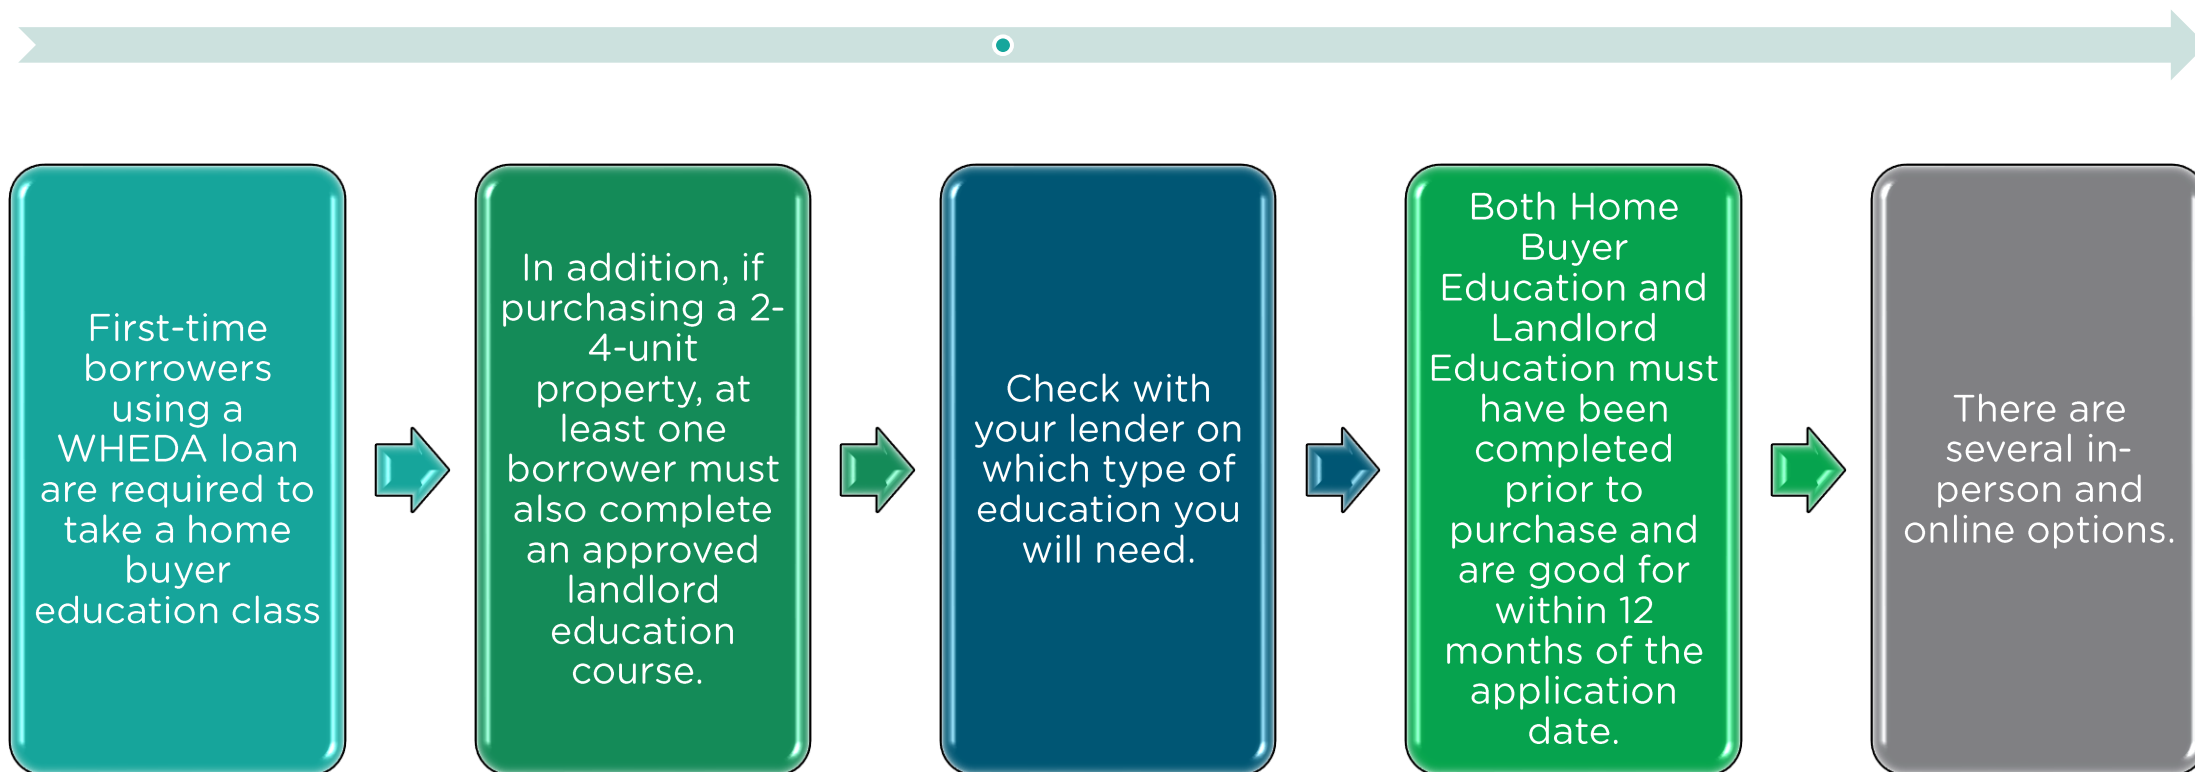 First-time
borrowers
using a
WHEDA loan
are required to
take a home
buyer
education class
In addition, if
purchasing a 2-
4-unit
property, at
least one
borrower must
also complete
an approved
landlord
education
course.
Check with
your lender on
which type of
education you
will need.
Both Home
Buyer
Education and
Landlord
Education must
have been
completed
prior to
purchase and
are good for
within 12
months of the
application
date.
There are
several in-
person and
online options.